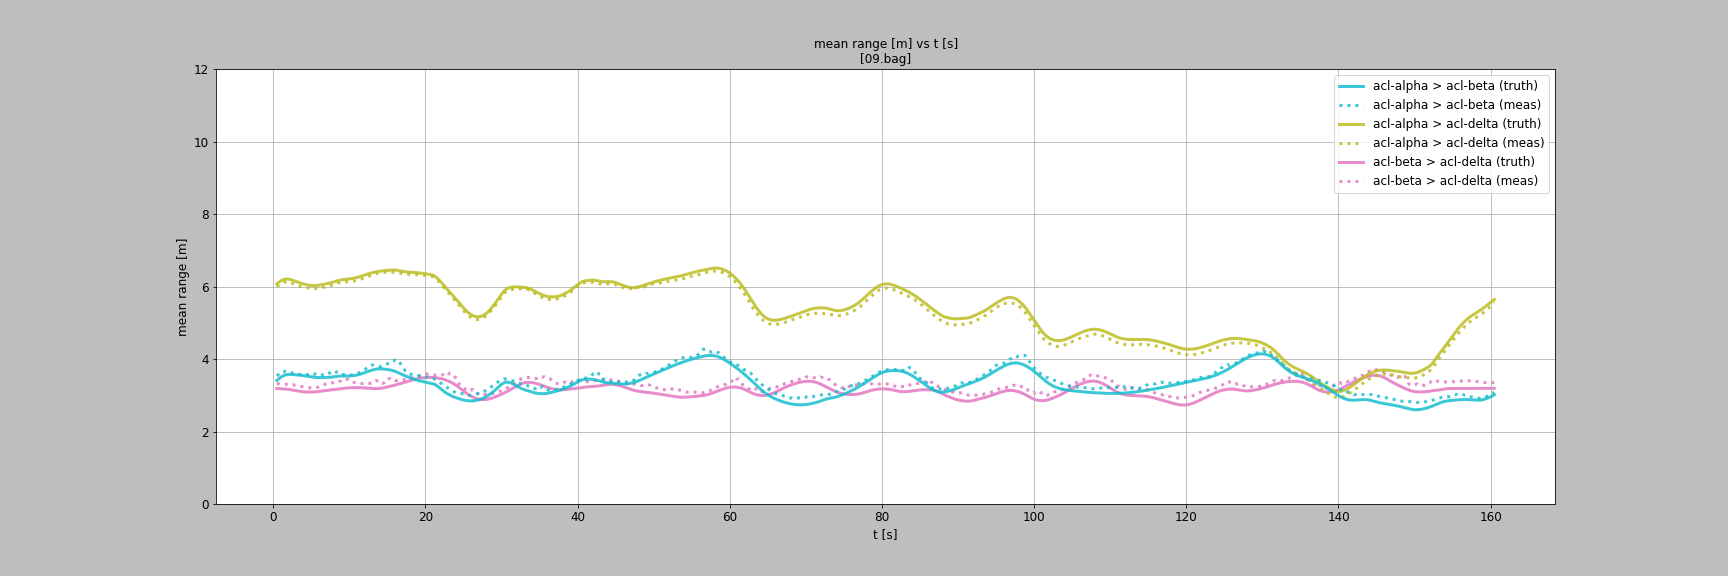 mean range [m] vs t [s]
[09.bag]
12
10
8
6
4
2
0
mean range [m]
acl-alpha > acl-beta (truth)
acl-alpha > acl-beta (meas)
acl-alpha > acl-delta (truth)
acl-alpha > acl-delta (meas)
acl-beta > acl-delta (truth)
acl-beta > acl-delta (meas)
0 20 40 60 80 100 120 140 160
t [s]